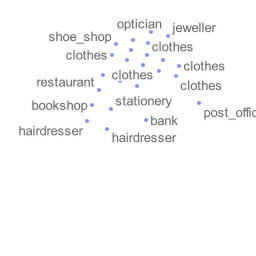 optician
jeweller
shoe_shop
clothes
clothes
clothes
clothes
restaurant
clothes
stationery
bookshop
post_offic
bank
hairdresser
hairdresser